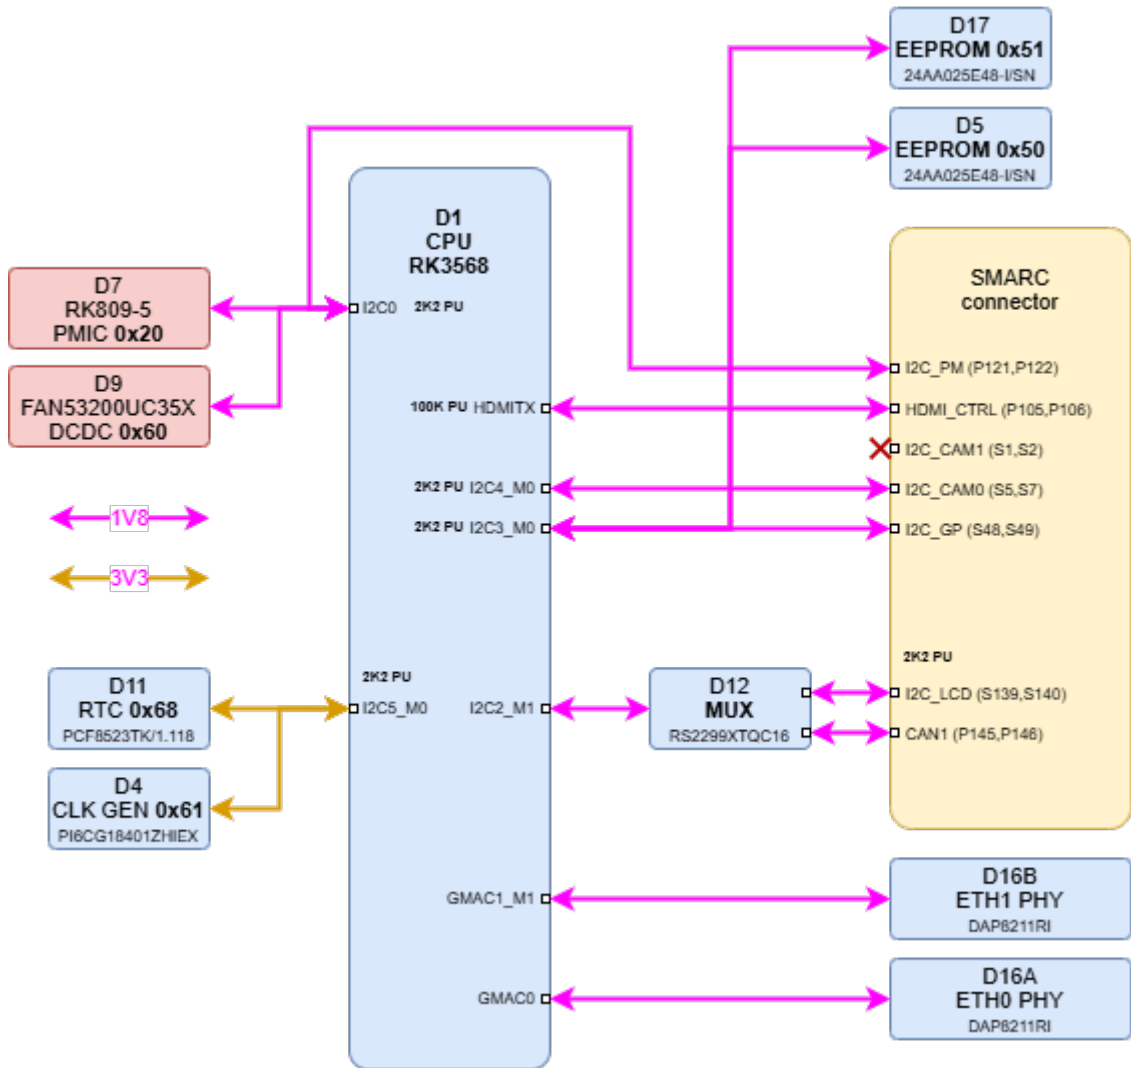 D17
EEPROM 0x51
24AA025E48-I/SN
D5
EEPROM 0x50
24AA025E48-I/SN
D1
CPU
RK3568
D7
RK809-5
PMIC 0x20
D9
FAN53200UC35X
DCDC 0x60
1V8
3V3
D11
RTC 0x68
PCF8523TK/1.118
D4
CLK GEN 0x61
PI6CG18401ZHIEX
I2C0 2K2 PU
100K PU HDMITX
2K2 PU I2C4_M0
2K2 PU I2C3_M0
2K2 PU
I2C5_M0
I2C2_M1
GMAC1_M1
GMAC0
D12
MUX
RS2299XTQC16
SMARC
connector
I2C_PM (P121,P122)
HDMI_CTRL (P105,P106)
I2C_CAM1 (S1,S2)
I2C_CAM0 (S5,S7)
I2C_GP (S48,S49)
2K2 PU
I2C_LCD (S139,S140)
CAN1 (P145,P146)
D16B
ETH1 PHY
DAP8211RI
D16A
ETH0 PHY
DAP8211RI